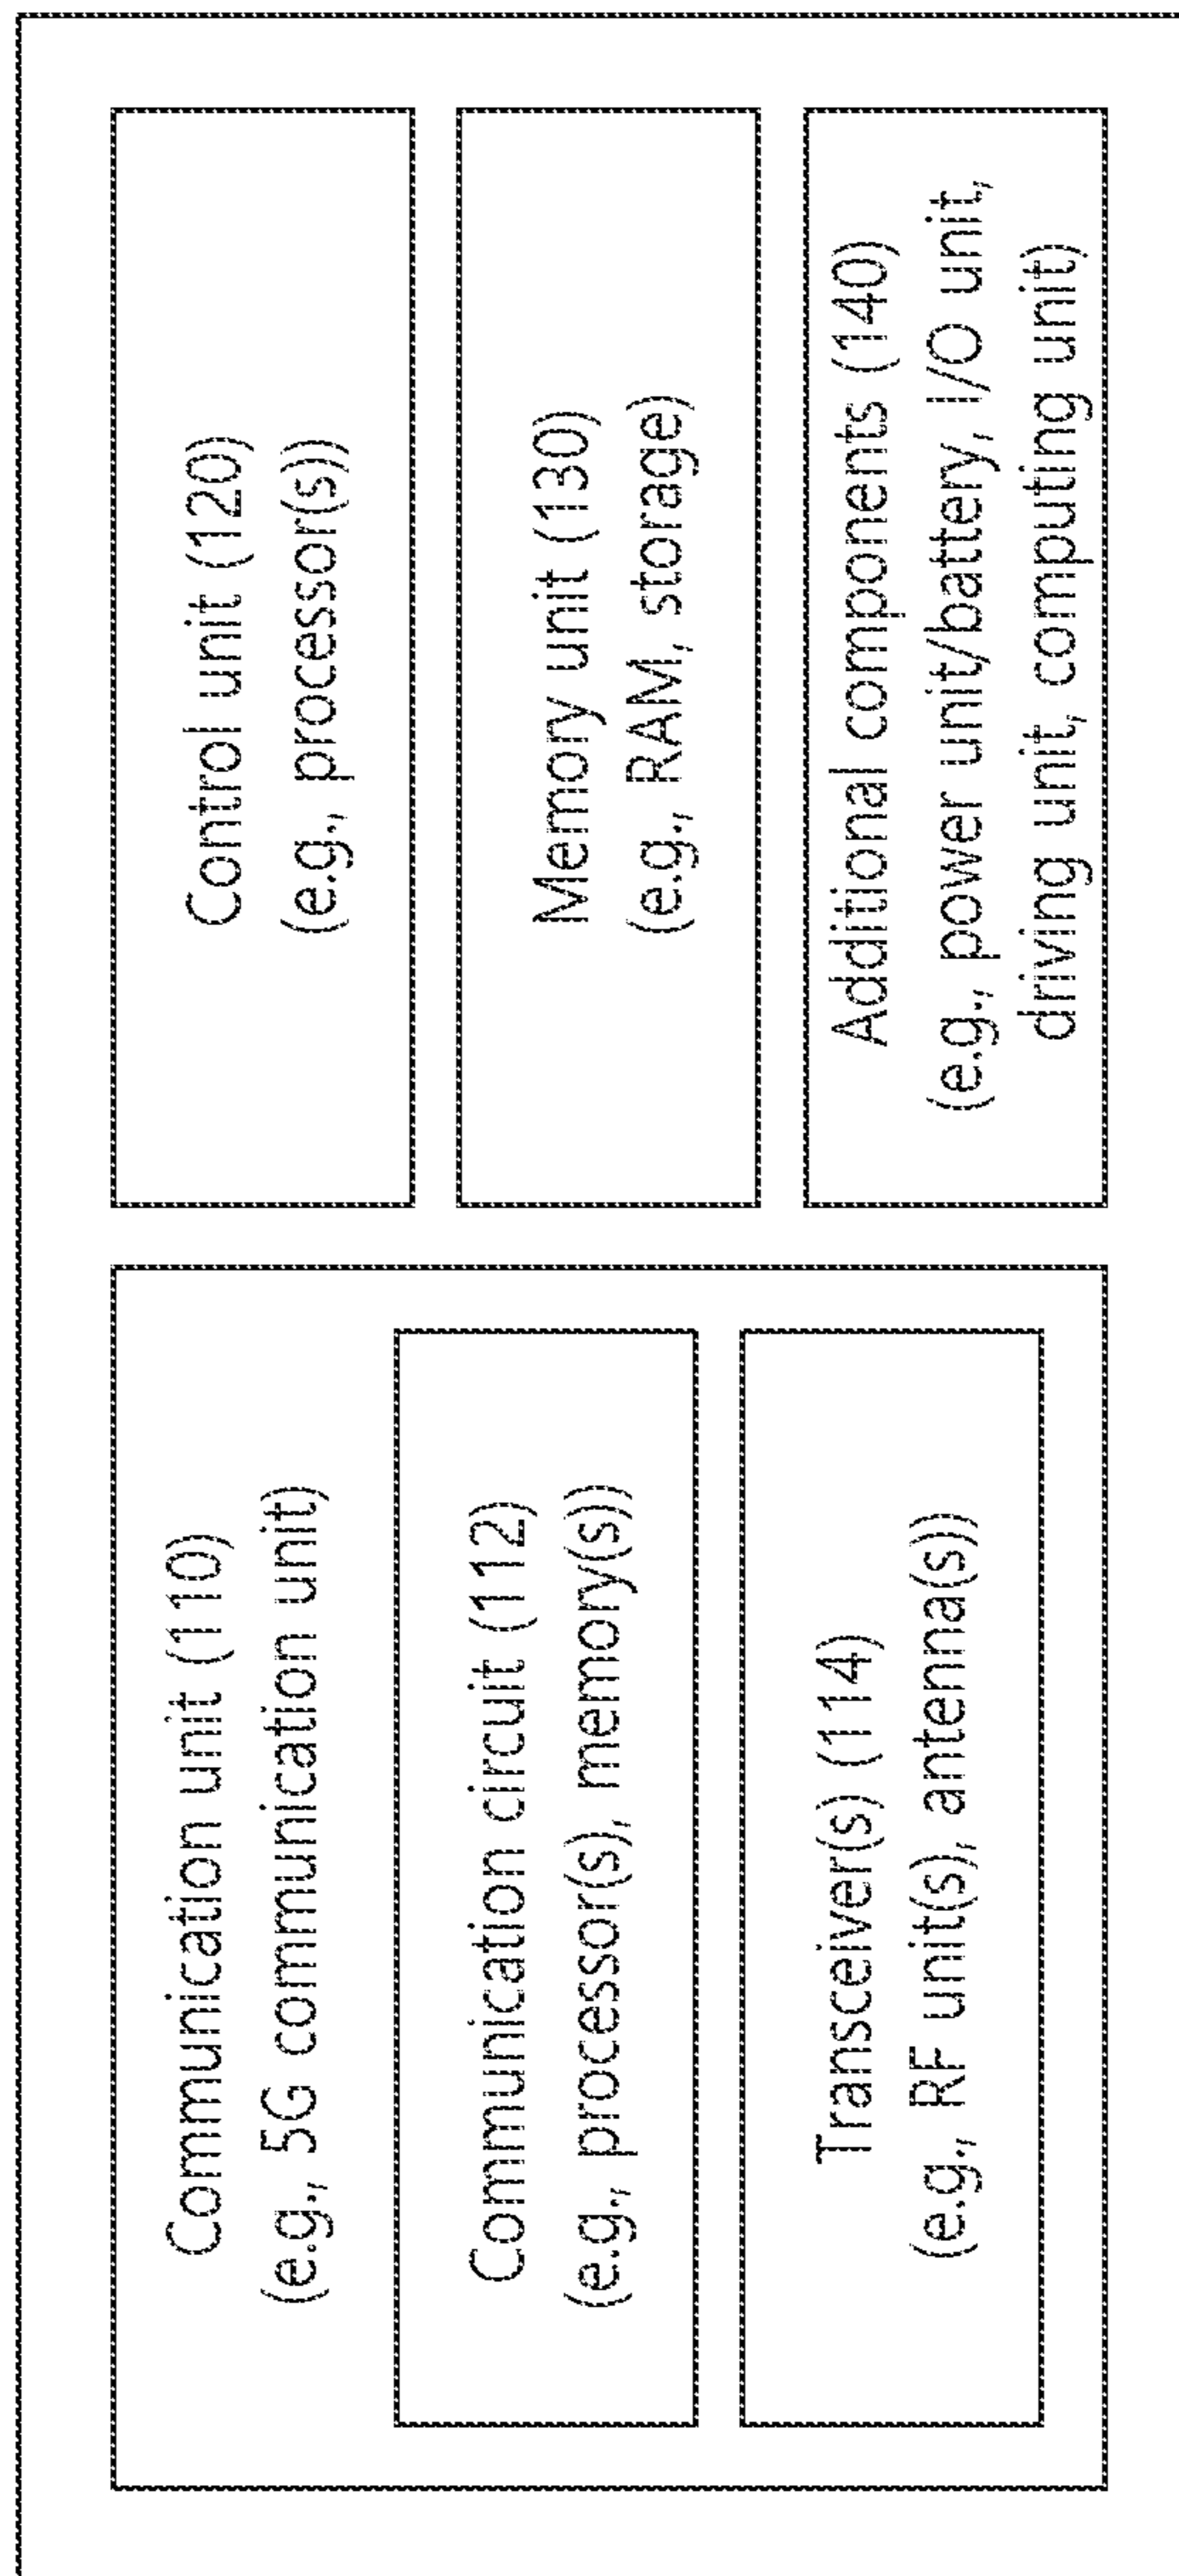 Communication unit (110)
(e.g., 5G communication unit)
Communication circuit (112)
(e.g., processor(s), memory(s))
Transceiver(s) (114)
(e.g., RF unit(s), antenna(s))
Control unit (120)
(e.g., processor(s))
Memory unit (130)
(e.g., RAM, storage)
Additional components (140)
(e.g., power unit/battery, I/O unit,
driving unit, computing unit)